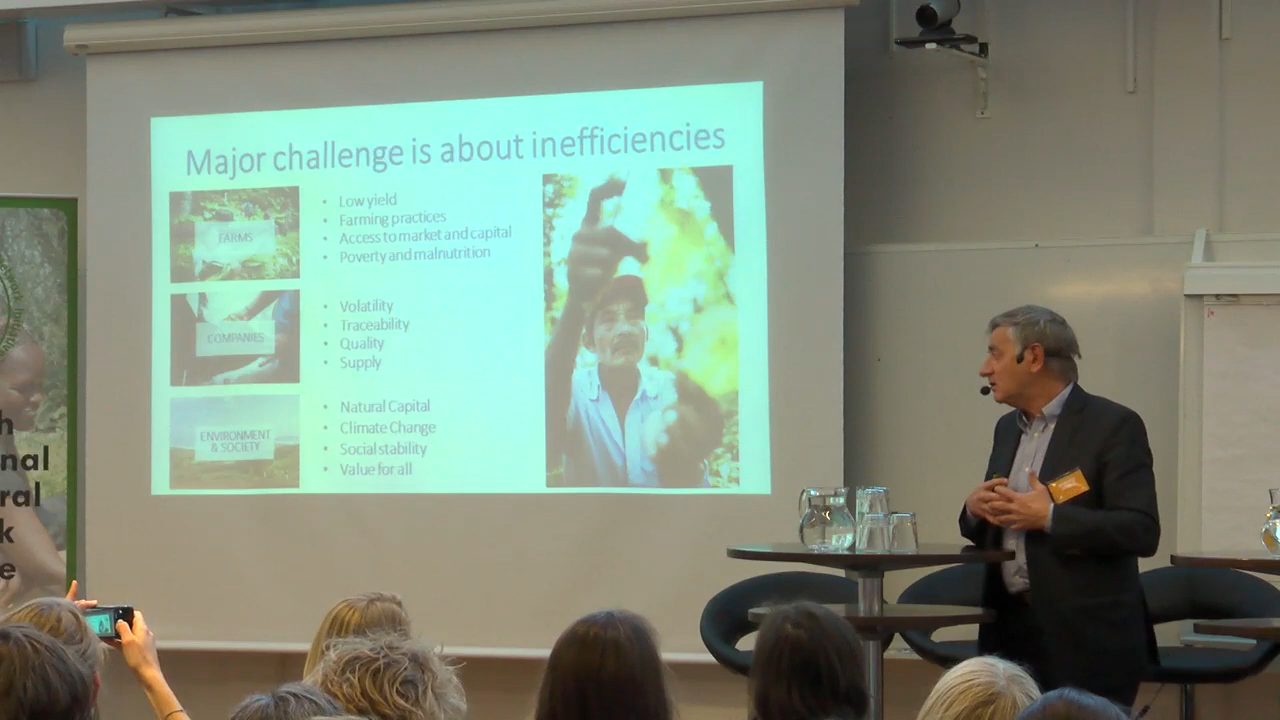 Major challenge is about inefficiencies
FARMS
• Low yield
• Farming practices
• Access to market and capital
• Poverty and malnutrition
COMPANIES
• Volatility
• Traceability
• Quality
• Supply
ENVIRONMENT
& SOCIETY
• Natural Capital
• Climate Change
• Social stability
• Value for all
h
nal
ral
k
e